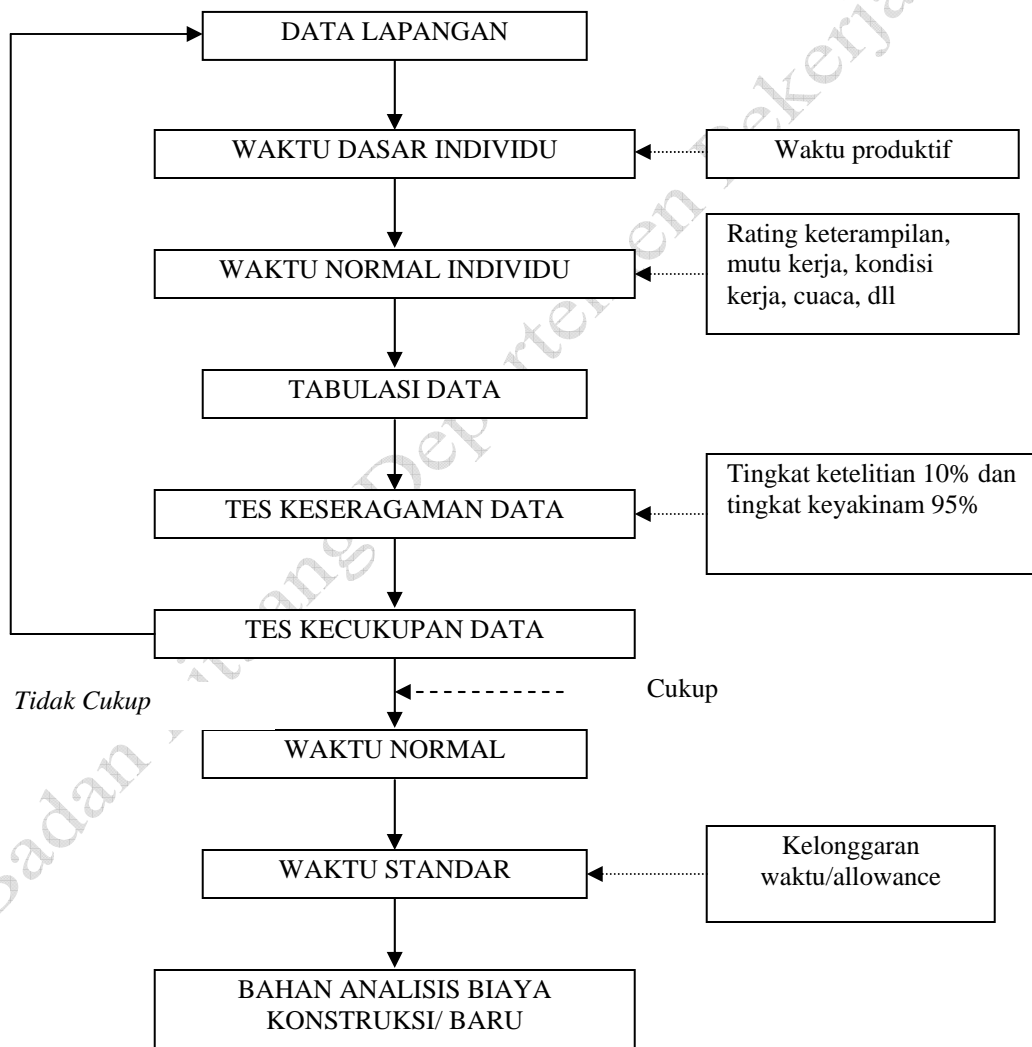 DATA LAPANGAN
WAKTU DASAR INDIVIDU
Waktu produktif
WAKTU NORMAL INDIVIDU
Rating keterampilan,
mutu kerja, kondisi
kerja, cuaca, dll
TABULASI DATA
TES KESERAGAMAN DATA
Tingkat ketelitian 10% dan
tingkat keyakinam 95%
TES KECUKUPAN DATA
Tidak Cukup
Cukup
WAKTU NORMAL
WAKTU STANDAR
Kelonggaran
waktu/allowance
BAHAN ANALISIS BIAYA
KONSTRUKSI/ BARU
Badan